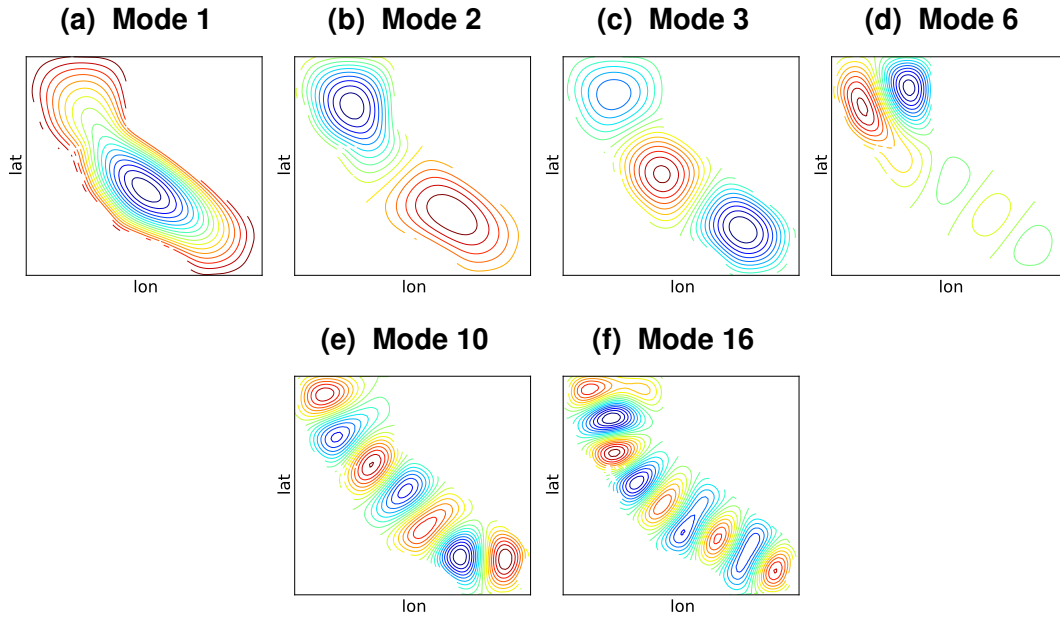 (a) Mode 1
(b) Mode 2
(c) Mode 3
(d) Mode 6
lat
lon
lat
lon
lat
lon
lat
lon
(e) Mode 10
(f) Mode 16
lat
lon
lat
lon